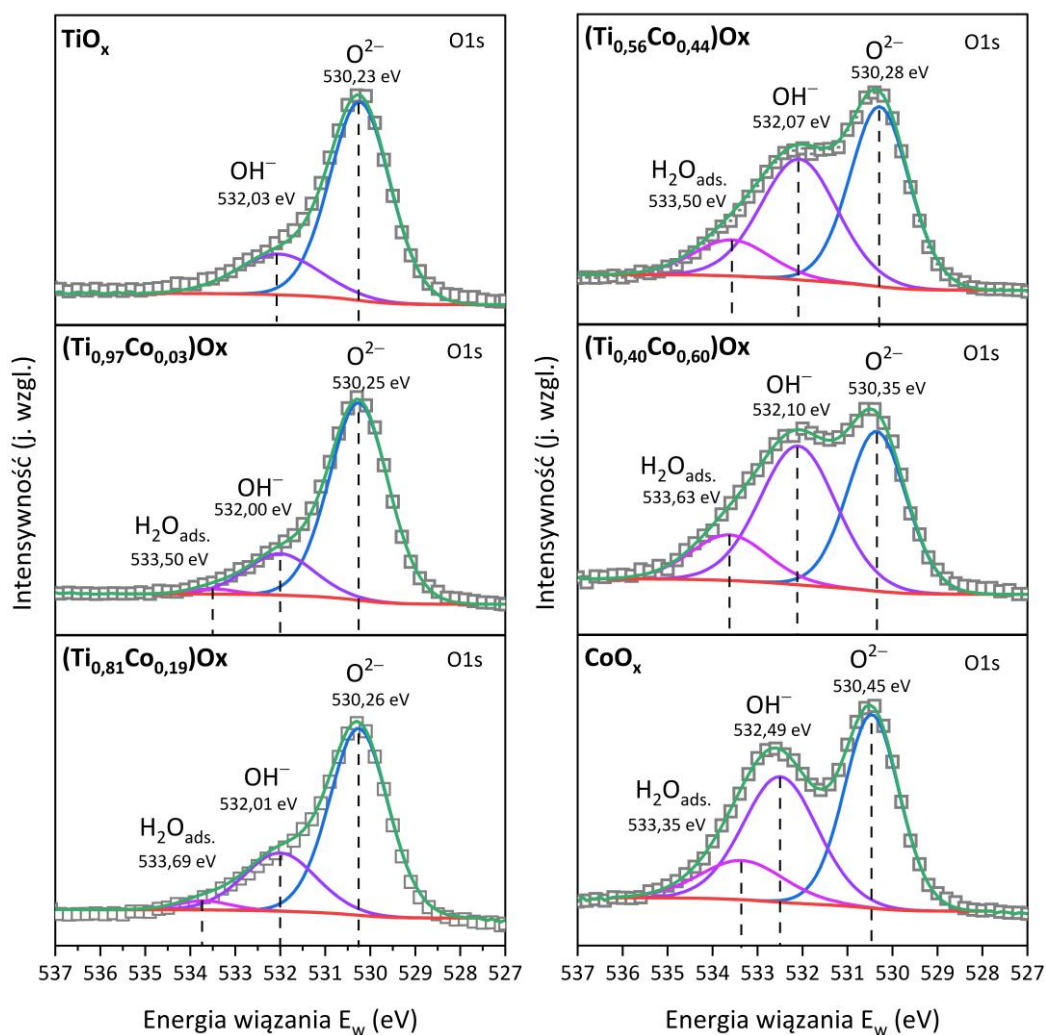 TiOx O1s
O2−
530,23 eV
OH−
532,03 eV
(Ti0,97Co0,03)Ox O1s
O2−
530,25 eV
OH−
532,00 eV
H2Oads.
533,50 eV
(Ti0,81Co0,19)Ox O1s
O2−
530,26 eV
OH−
532,01 eV
H2Oads.
533,69 eV
537 536 535 534 533 532 531 530 529 528 527
Energia wiązania Ew (eV)
Intensywność (j. wzgl.)
(Ti0,56Co0,44)Ox O1s
O2−
530,28 eV
OH−
532,07 eV
H2Oads.
533,50 eV
(Ti0,40Co0,60)Ox O1s
O2−
530,35 eV
OH−
532,10 eV
H2Oads.
533,63 eV
CoOx O1s
O2−
530,45 eV
OH−
532,49 eV
H2Oads.
533,35 eV
537 536 535 534 533 532 531 530 529 528 527
Energia wiązania Ew (eV)
Intensywność (j. wzgl.)